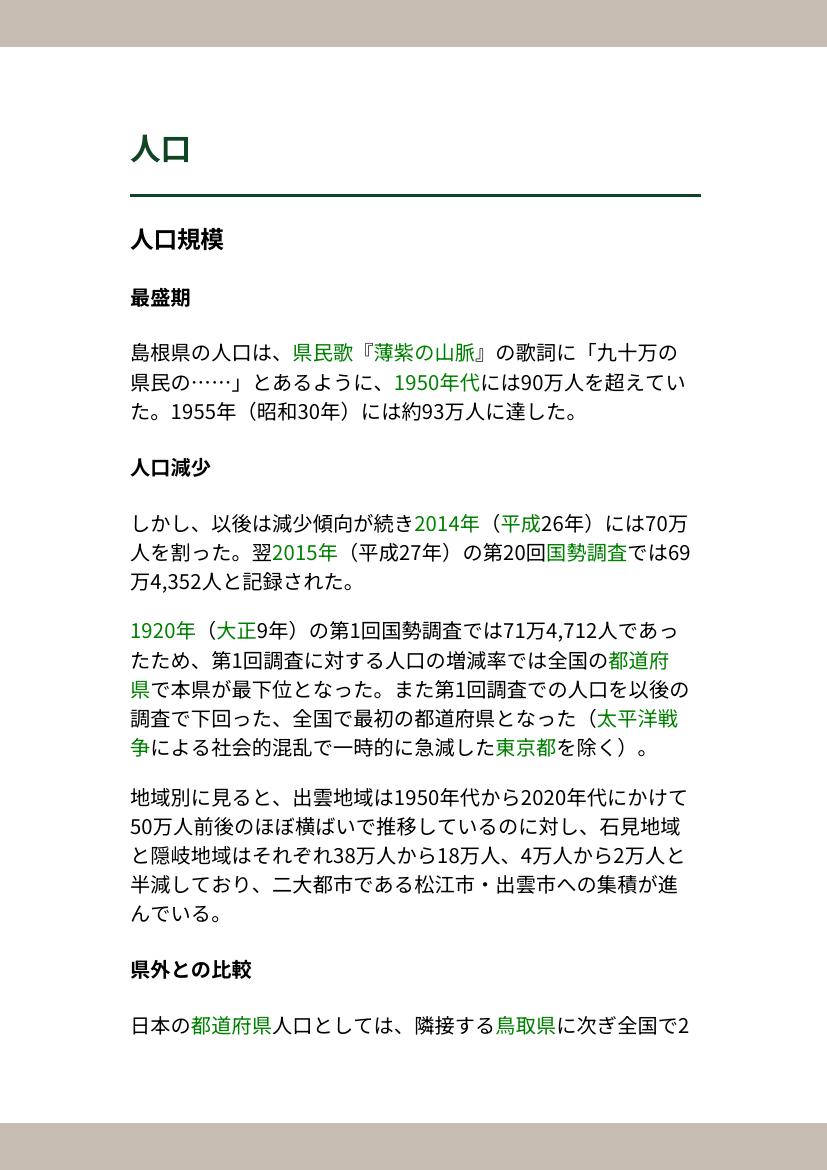 人口
人口規模
最盛期
島根県の人口は、県民歌『薄紫の山脈』の歌詞に「九十万の
県民の……」とあるように、1950年代には90万人を超えてい
た。1955年（昭和30年）には約93万人に達した。
人口減少
しかし、以後は減少傾向が続き2014年（平成26年）には70万
人を割った。翌2015年（平成27年）の第20回国勢調査では69
万4,352人と記録された。
1920年（大正9年）の第1回国勢調査では71万4,712人であっ
たため、第1回調査に対する人口の増減率では全国の都道府
県で本県が最下位となった。また第1回調査での人口を以後の
調査で下回った、全国で最初の都道府県となった（太平洋戦
争による社会的混乱で一時的に急減した東京都を除く）。
地域別に見ると、出雲地域は1950年代から2020年代にかけて
50万人前後のほぼ横ばいで推移しているのに対し、石見地域
と隠岐地域はそれぞれ38万人から18万人、4万人から2万人と
半減しており、二大都市である松江市・出雲市への集積が進
んでいる。
県外との比較
日本の都道府県人口としては、隣接する鳥取県に次ぎ全国で2